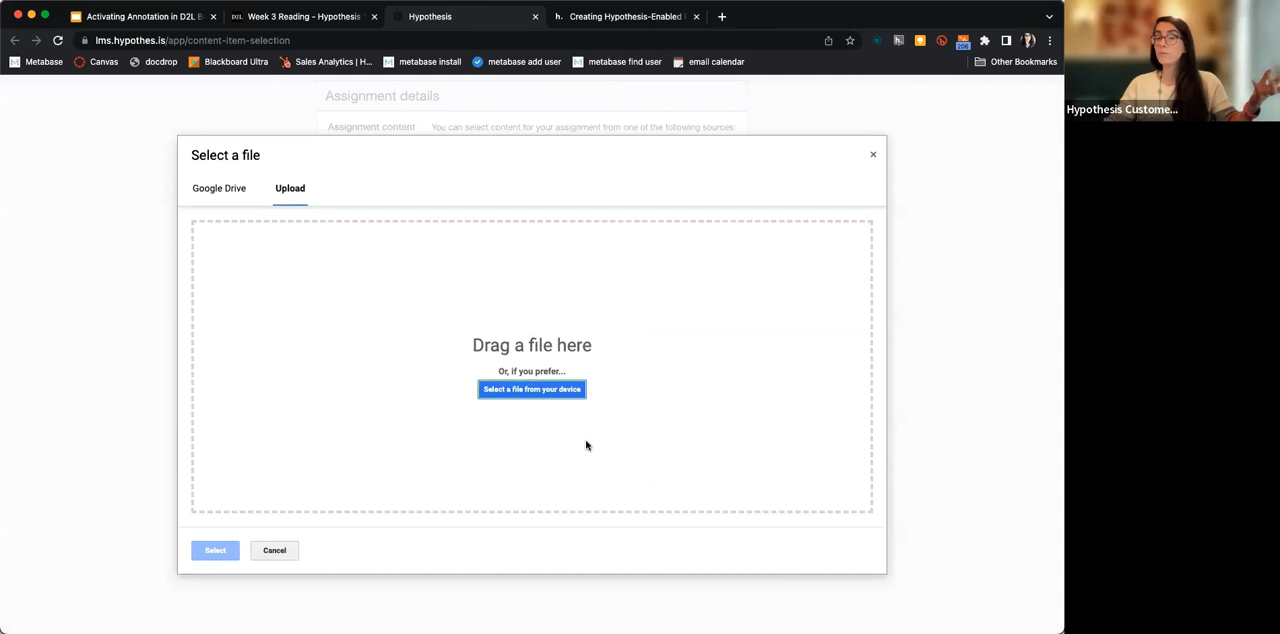 Activating Annotation in D2L B
Week 3 Reading - Hypothesis
Hypothesis
h. Creating Hypothesis-Enabled
lms.hypothes.is/app/content-item-selection
206
Metabase
Canvas
docdrop
Blackboard Ultra
Sales Analytics | H...
metabase install
metabase add user
metabase find user
email calendar
Other Bookmarks
Hypothesis Custome...
Assignment details
Assignment content
You can select content for your assignment from one of the following sources:
Select a file
Google Drive
Upload
Drag a file here
Or, if you prefer...
Select a file from your device
Select
Cancel